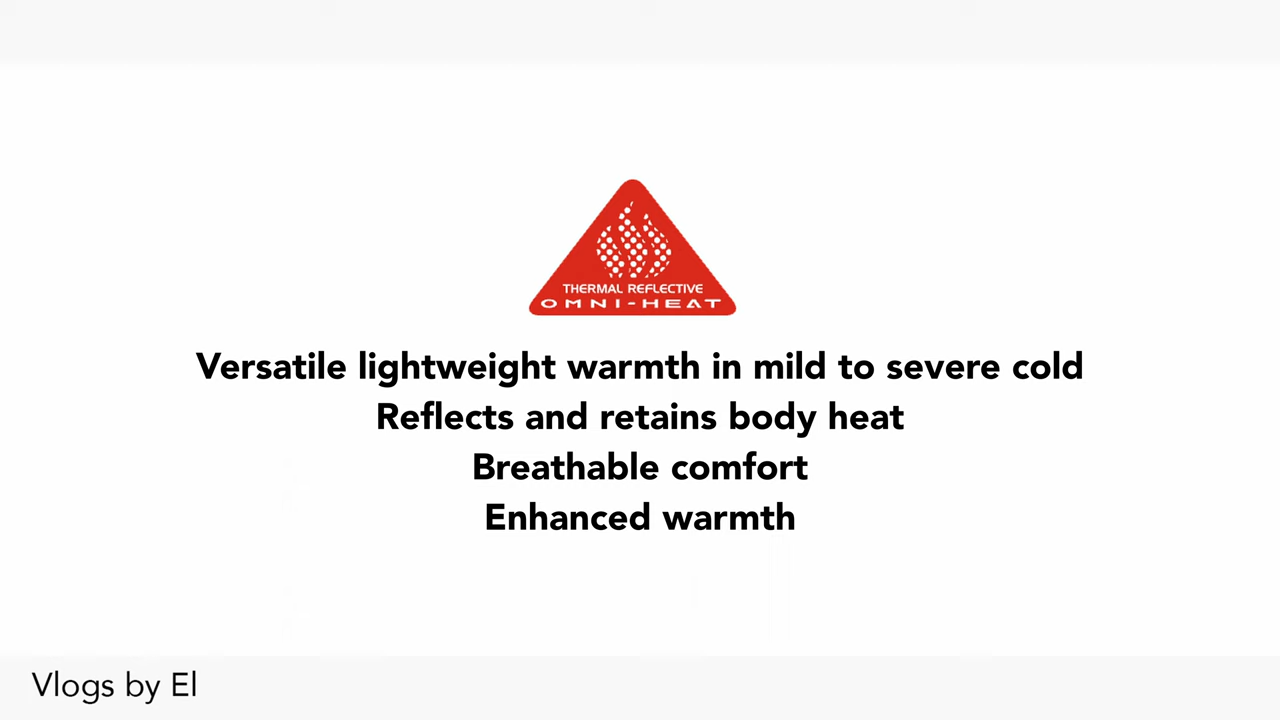 THERMAL REFLECTIVE
OMNI-HEAT
Versatile lightweight warmth in mild to severe cold
Reflects and retains body heat
Breathable comfort
Enhanced warmth
Vlogs by El